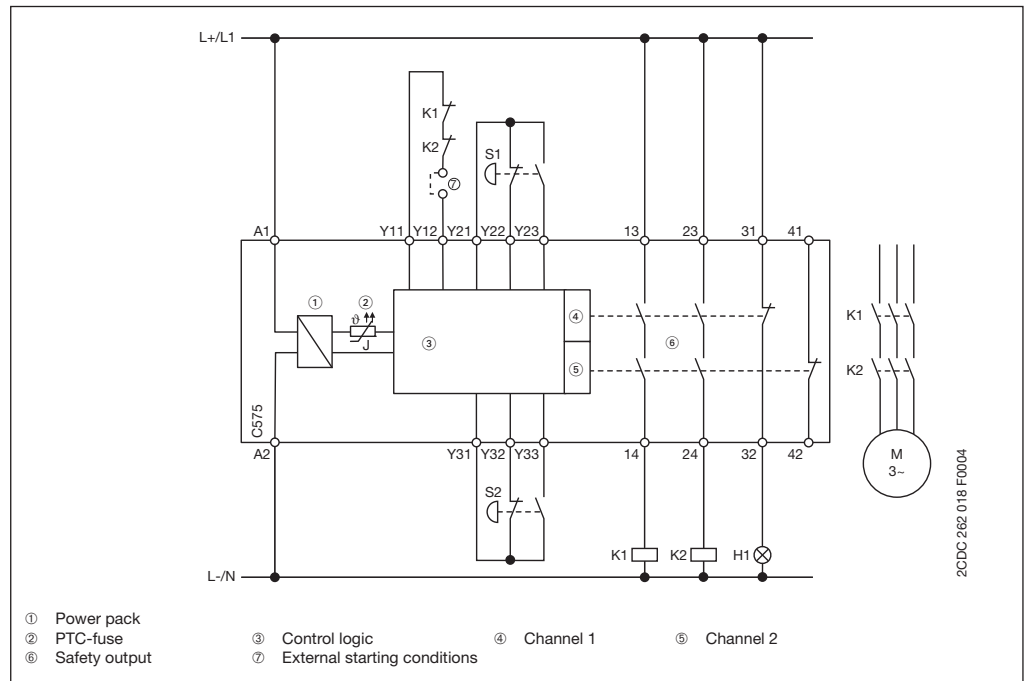 L+/L1
K1
K2
S1
⑦
A1 Y11 Y12 Y21 Y22 Y23 13 23 31 41
① ② ④
ϑ
J
③ ⑥
⑤
K1
K2
C575
A2 Y31 Y32 Y33 14 24 32 42
M
3~
S2
K1 K2 H1
L-/N
2CDC 262 018 F0004
① Power pack
② PTC-fuse ③ Control logic ④ Channel 1 ⑤ Channel 2
⑥ Safety output ⑦ External starting conditions